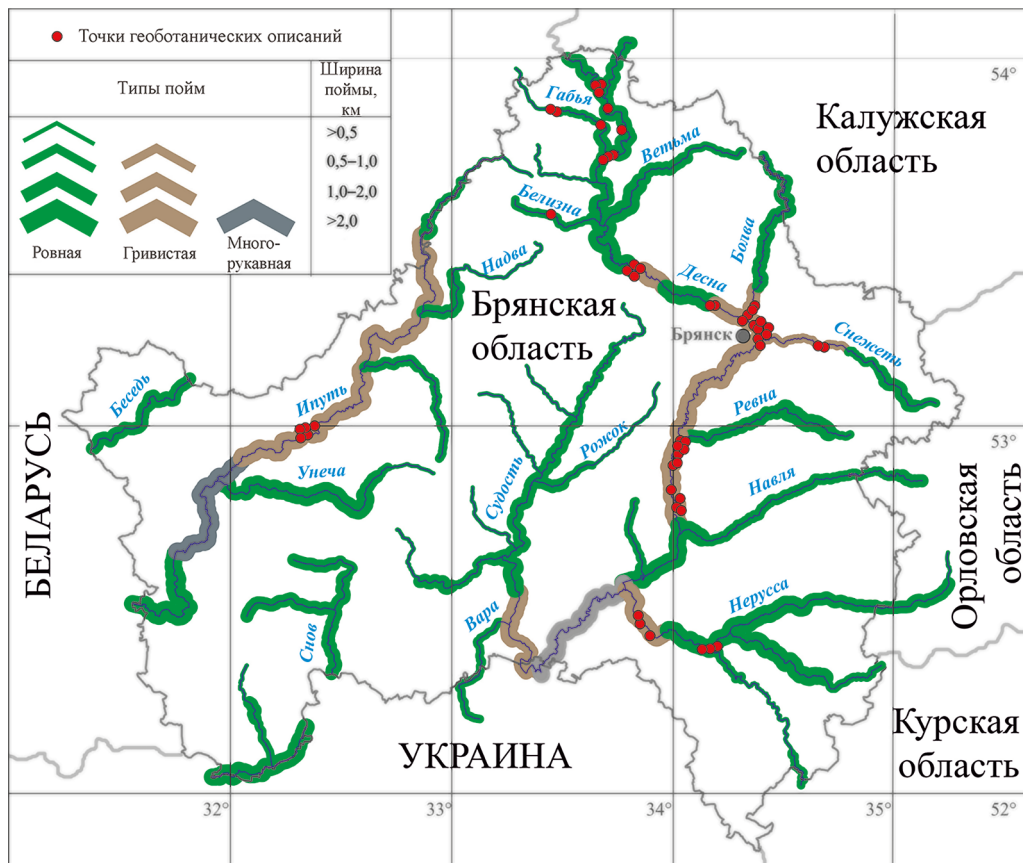 Точки геоботанических описаний
Типы пойм
Ширина
поймы,
км
>0,5
0,5–1,0
1,0–2,0
>2,0
Ровная
Гривистая
Много-
рукавная
54°
Калужская
область
Габья
Ветьма
Белизна
Болва
Надва
Десна
Брянская
область
Брянск
Снежеть
Беседь
Ипуть
Ревна
53°
Рожок
Унеча
Судость
Навля
БЕЛАРУСЬ
Орловская
область
Нерусса
Вара
Снов
Курская
область
УКРАИНА
32°
33°
34°
35°
52°